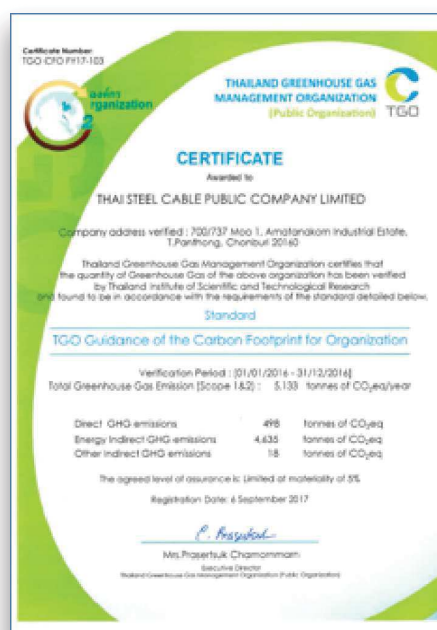 Certificate Number:
TGO CFO FY17-103
องค์กร
rganization
2
THAILAND GREENHOUSE GAS
MANAGEMENT ORGANIZATION
(Public Organization)
TGO
CERTIFICATE
Awarded to
THAI STEEL CABLE PUBLIC COMPANY LIMITED
Company address verified : 700/737 Moo 1, Amatanakorn Industrial Estate,
T.Panthong, Chonburi 20160
Thailand Greenhouse Gas Management Organization certifies that
the quantity of Greenhouse Gas of the above organization has been verified
by Thailand Institute of Scientific and Technological Research
and found to be in accordance with the requirements of the standard detailed below.
Standard
TGO Guidance of the Carbon Footprint for Organization
Verification Period : [01/01/2016 - 31/12/2016]
Total Greenhouse Gas Emission (Scope 1&2) : 5,133 tonnes of CO₂eq/year
Direct GHG emissions 498 tonnes of CO₂eq
Energy Indirect GHG emissions 4,635 tonnes of CO₂eq
Other Indirect GHG emissions 18 tonnes of CO₂eq
The agreed level of assurance is: Limited at materiality of 5%
Registration Date: 6 September 2017
Mrs.Prasertsuk Chamornmarn
Executive Director
Thailand Greenhouse Gas Management Organization (Public Organization)